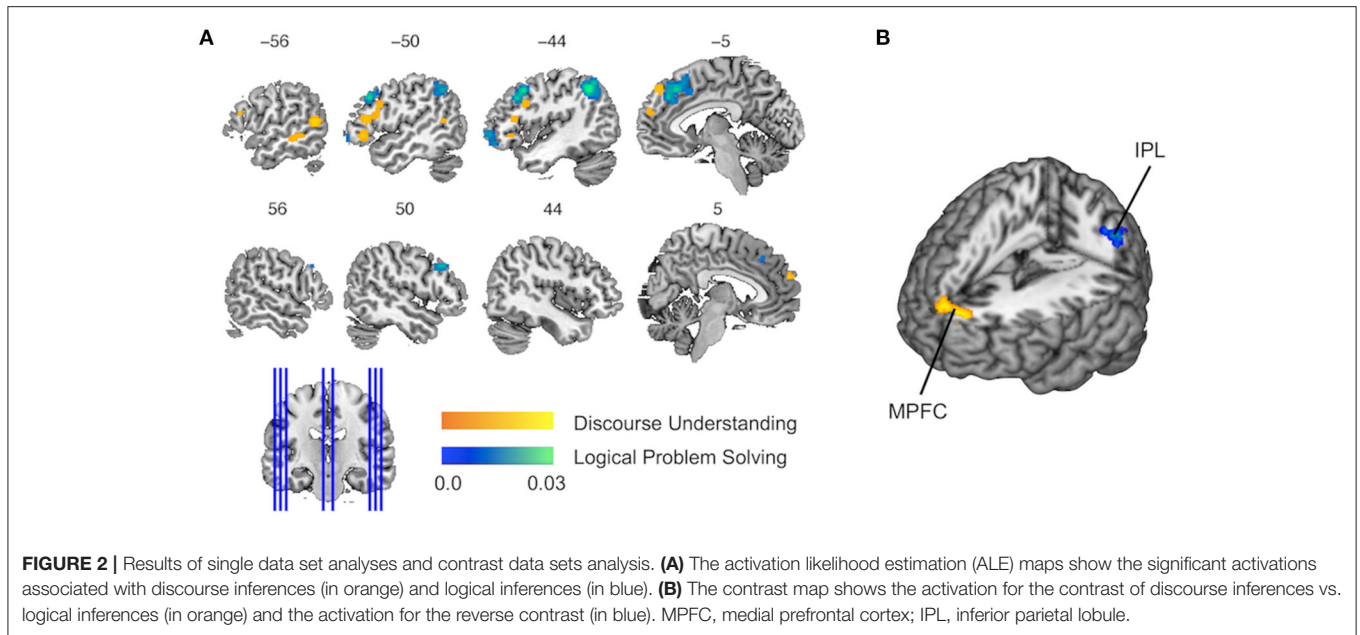 A
B
–56
–50
–44
–5
56
50
44
5
Discourse Understanding
Logical Problem Solving
0.0
0.03
IPL
MPFC
FIGURE 2 | Results of single data set analyses and contrast data sets analysis. (A) The activation likelihood estimation (ALE) maps show the significant activations
associated with discourse inferences (in orange) and logical inferences (in blue). (B) The contrast map shows the activation for the contrast of discourse inferences vs.
logical inferences (in orange) and the activation for the reverse contrast (in blue). MPFC, medial prefrontal cortex; IPL, inferior parietal lobule.